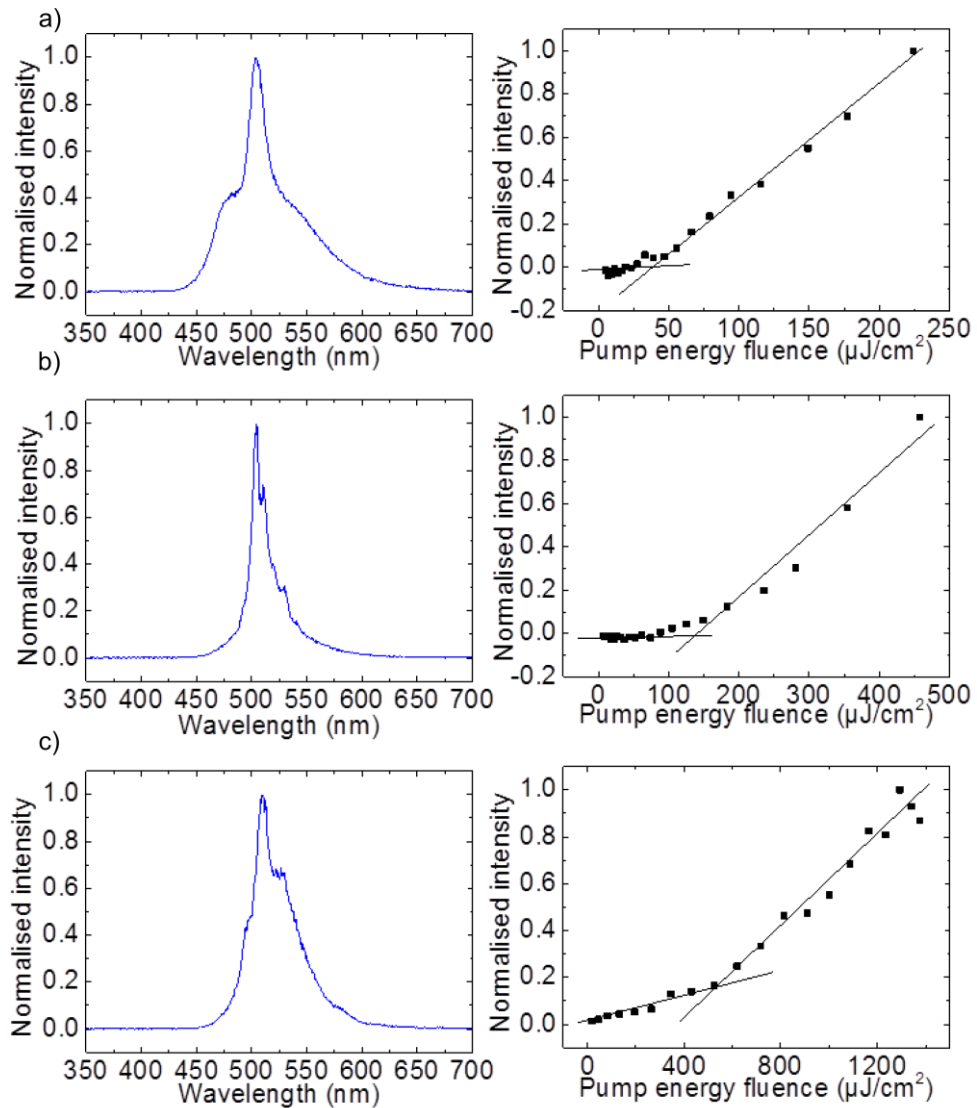 a)
Normalised intensity
1.0
0.8
0.6
0.4
0.2
0.0
350 400 450 500 550 600 650 700
Wavelength (nm)
Normalised intensity
1.0
0.8
0.6
0.4
0.2
0.0
-0.2
0 50 100 150 200 250
Pump energy fluence (µJ/cm²)
b)
Normalised intensity
1.0
0.8
0.6
0.4
0.2
0.0
350 400 450 500 550 600 650 700
Wavelength (nm)
Normalised intensity
1.0
0.8
0.6
0.4
0.2
0.0
-0.2
0 100 200 300 400 500
Pump energy fluence (µJ/cm²)
c)
Normalised intensity
1.0
0.8
0.6
0.4
0.2
0.0
350 400 450 500 550 600 650 700
Wavelength (nm)
Normalised intensity
1.0
0.8
0.6
0.4
0.2
0.0
0 400 800 1200
Pump energy fluence (µJ/cm²)